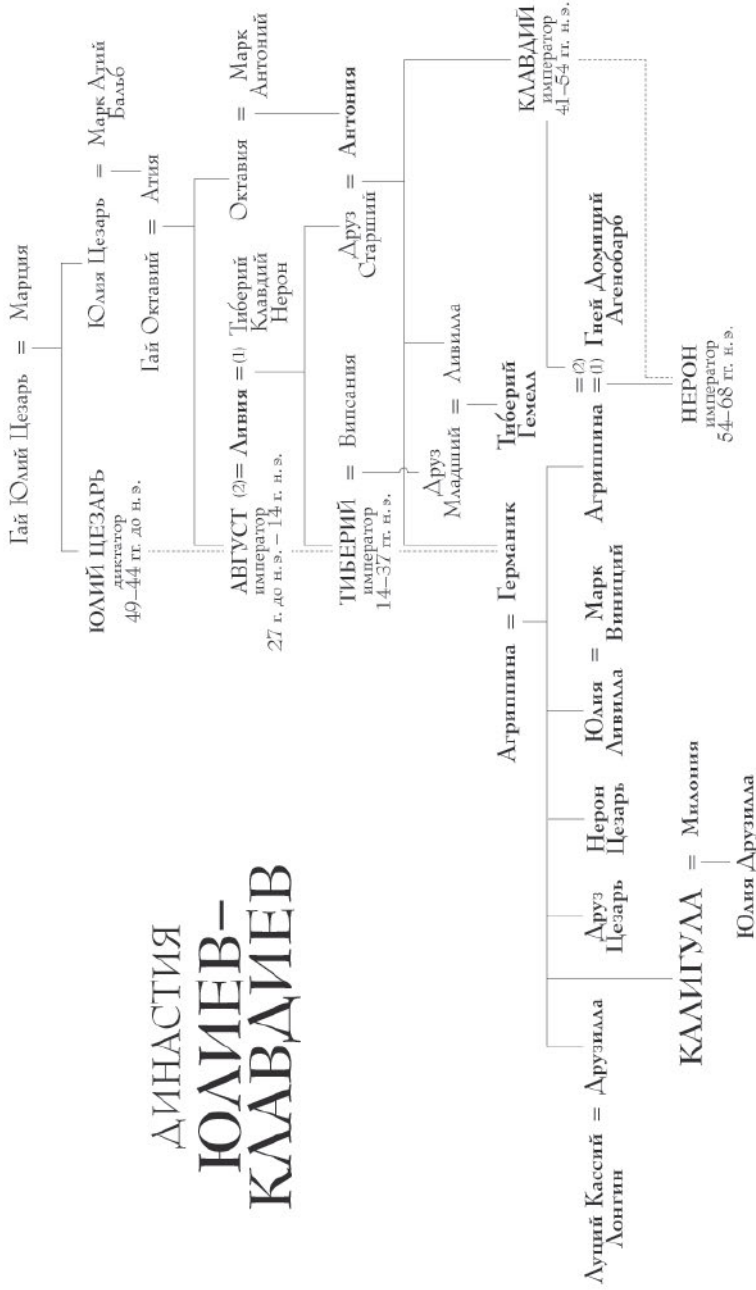 ДИНАСТИЯ
ЮЛИЕВ–
КЛАВДИЕВ
Гай Юлий Цезарь = Марция
ЮЛИЙ ЦЕЗАРЬ
диктатор
49–44 гг. до н. э.
Юлия Цезарь = Марк Атий
Бальб
Гай Октавий = Атия
АВГУСТ (2) = Ливия = (1) Тиберий
Клавдий
Нерон
император
27 г. до н. э. – 14 г. н. э.
Октавия = Марк
Антоний
ТИБЕРИЙ = Випсания
император
14–37 гг. н. э.
Друз
Старший
= Антония
Агриппина = Германик
Друз
Младший
= Ливилла
КЛАВДИЙ
император
41–54 гг. н. э.
Тиберий
Гемелл
Луций Кассий
Лонгин
= Друзилла
Друз
Цезарь
Нерон
Цезарь
Юлия
Ливилла
= Марк
Виниций
Агриппина
= (2)
= (1)
Гней Домиций
Агенобарб
КАЛИГУЛА = Милония
НЕРОН
император
54–68 гг. н. э.
Юлия Друзилла